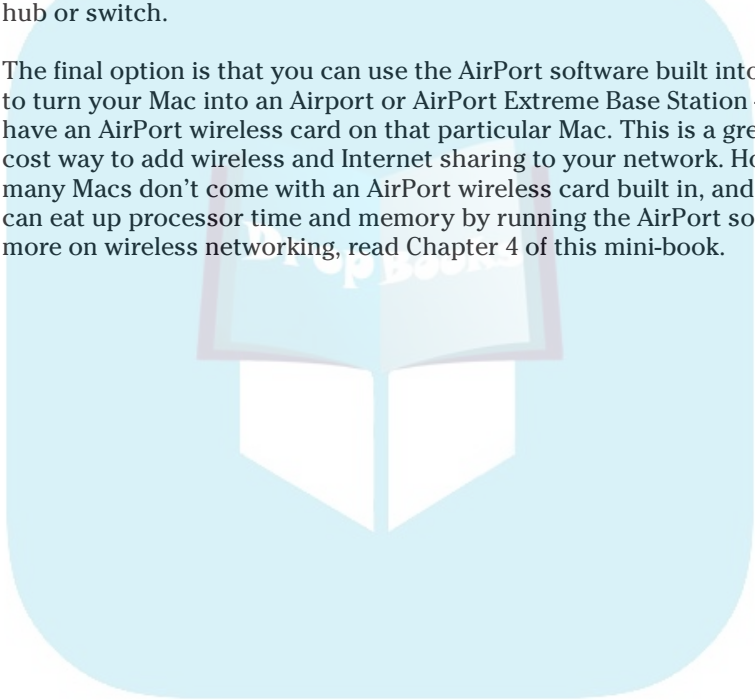 hub or switch.
The final option is that you can use the AirPort software built into
to turn your Mac into an Airport or AirPort Extreme Base Station
have an AirPort wireless card on that particular Mac. This is a gre
cost way to add wireless and Internet sharing to your network. Ho
many Macs don’t come with an AirPort wireless card built in, and
can eat up processor time and memory by running the AirPort so
more on wireless networking, read Chapter 4 of this mini-book.
Drop Books